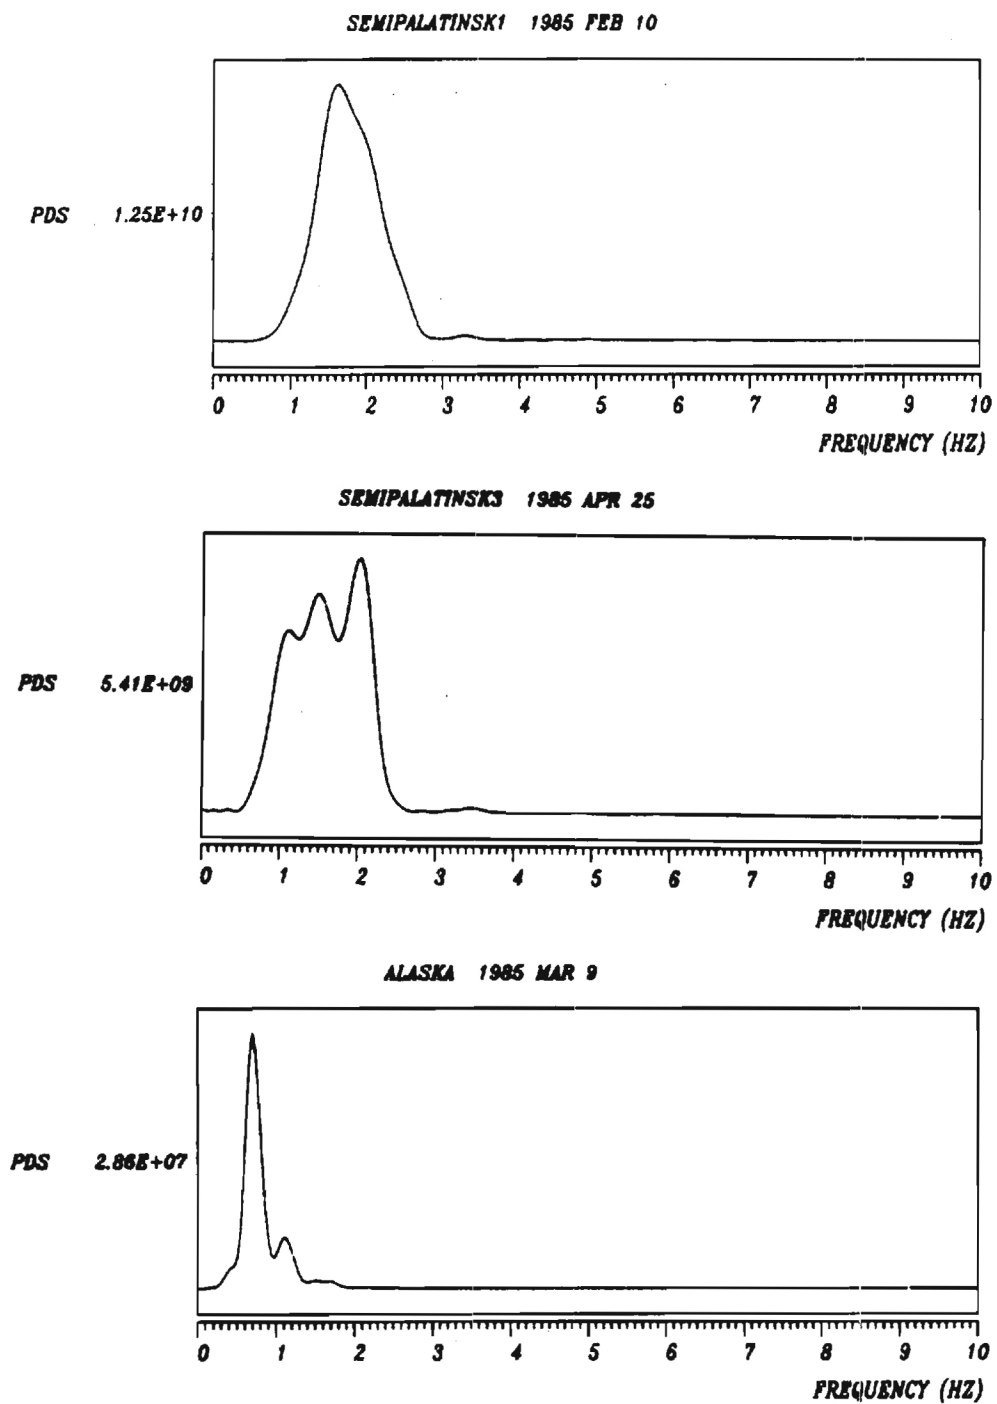 SEMIPALATINSK1 1985 FEB 10
PDS 1.25E+10
0 1 2 3 4 5 6 7 8 9 10
FREQUENCY (HZ)
SEMIPALATINSK3 1985 APR 25
PDS 5.41E+09
0 1 2 3 4 5 6 7 8 9 10
FREQUENCY (HZ)
ALASKA 1985 MAR 9
PDS 2.86E+07
0 1 2 3 4 5 6 7 8 9 10
FREQUENCY (HZ)